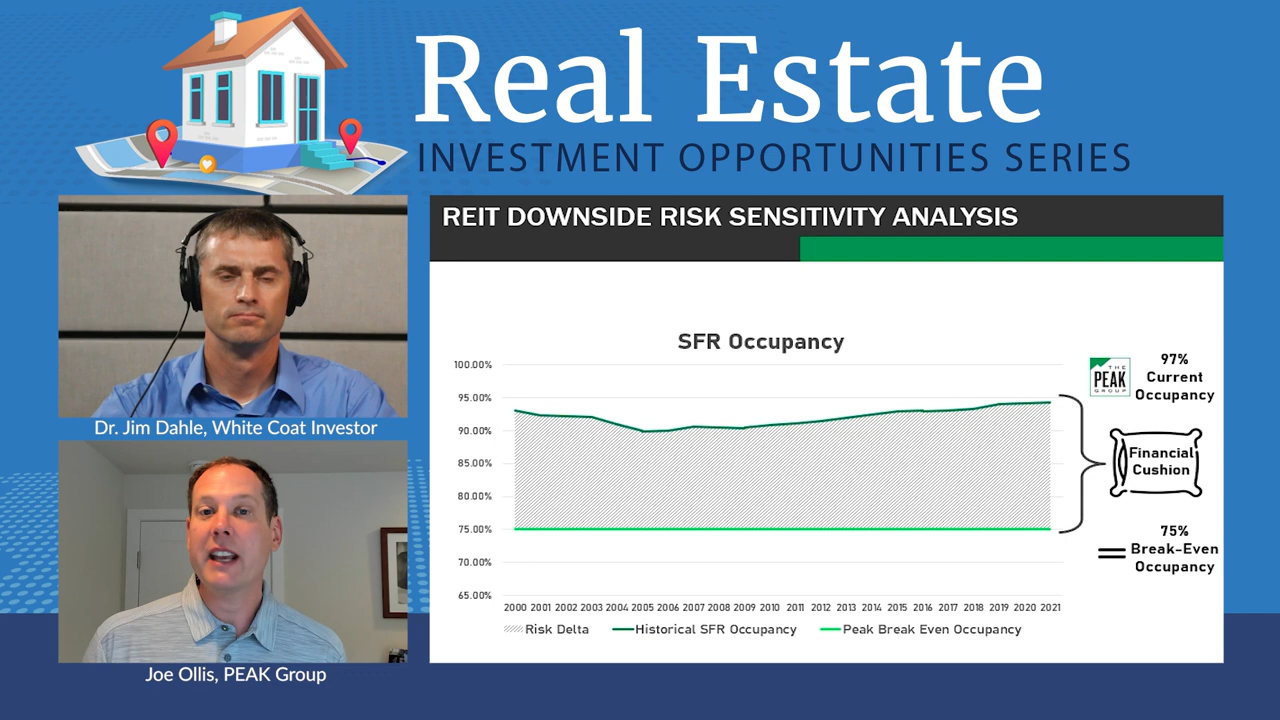 Real Estate
INVESTMENT OPPORTUNITIES SERIES
Dr. Jim Dahle, White Coat Investor
Joe Ollis, PEAK Group
REIT DOWNSIDE RISK SENSITIVITY ANALYSIS
SFR Occupancy
100.00%
95.00%
90.00%
85.00%
80.00%
75.00%
70.00%
65.00%
2000 2001 2002 2003 2004 2005 2006 2007 2008 2009 2010 2011 2012 2013 2014 2015 2016 2017 2018 2019 2020 2021
Risk Delta Historical SFR Occupancy Peak Break Even Occupancy
THE
PEAK
GROUP
97%
Current
Occupancy
Financial
Cushion
75%
Break-Even
Occupancy